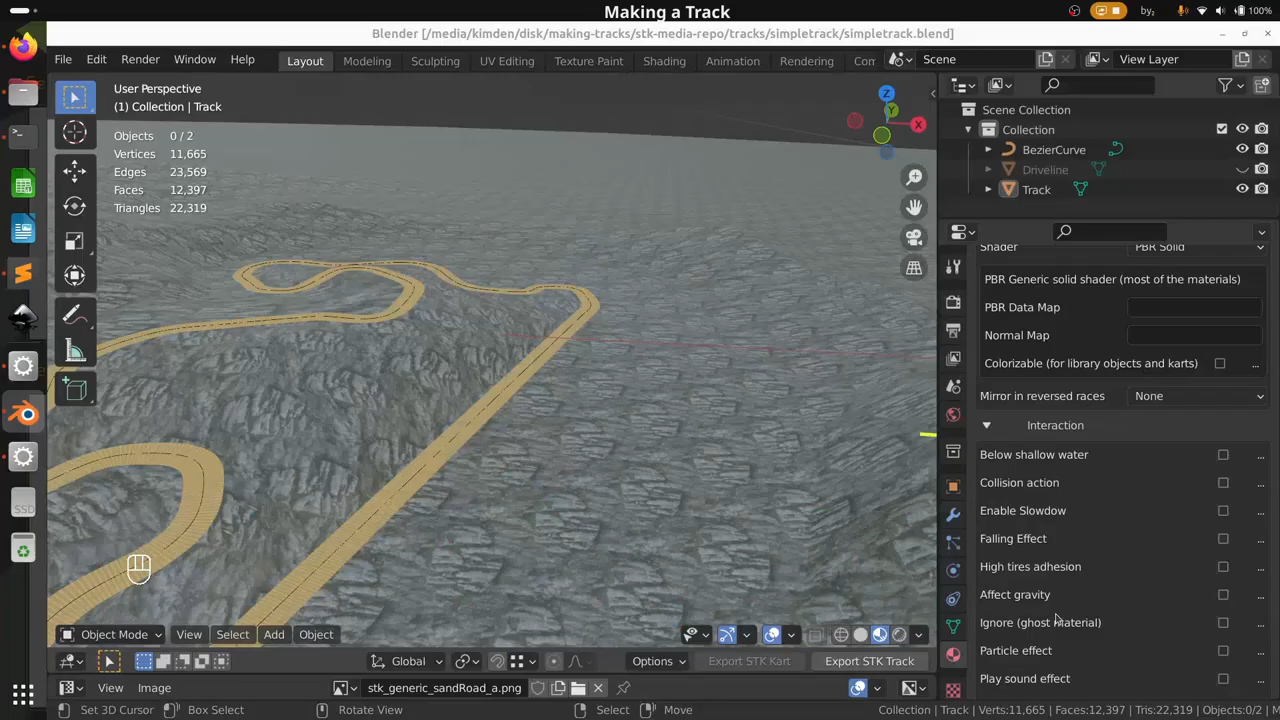 Making a Track
by₂
100%
Blender [/media/kimden/disk/making-tracks/stk-media-repo/tracks/simpletrack/simpletrack.blend]
File Edit Render Window Help Layout Modeling Sculpting UV Editing Texture Paint Shading Animation Rendering Com Scene View Layer
User Perspective
(1) Collection | Track
Objects 0 / 2
Vertices 11,665
Edges 23,569
Faces 12,397
Triangles 22,319
Z
Y
X
Scene Collection
Collection
BezierCurve
Driveline
Track
Shader PBR Solid
PBR Generic solid shader (most of the materials)
PBR Data Map
Normal Map
Colorizable (for library objects and karts) ...
Mirror in reversed races None
Interaction
Below shallow water ...
Collision action ...
Enable Slowdow ...
Falling Effect ...
High tires adhesion ...
Affect gravity ...
Ignore (ghost material) ...
Particle effect ...
Play sound effect ...
SSD
Object Mode View Select Add Object
Global Options Export STK Kart Export STK Track
View Image stk_generic_sandRoad_a.png
Set 3D Cursor Box Select Rotate View Select Move Collection | Track | Verts:11,665 | Faces:12,397 | Tris:22,319 | Objects:0/2 | M